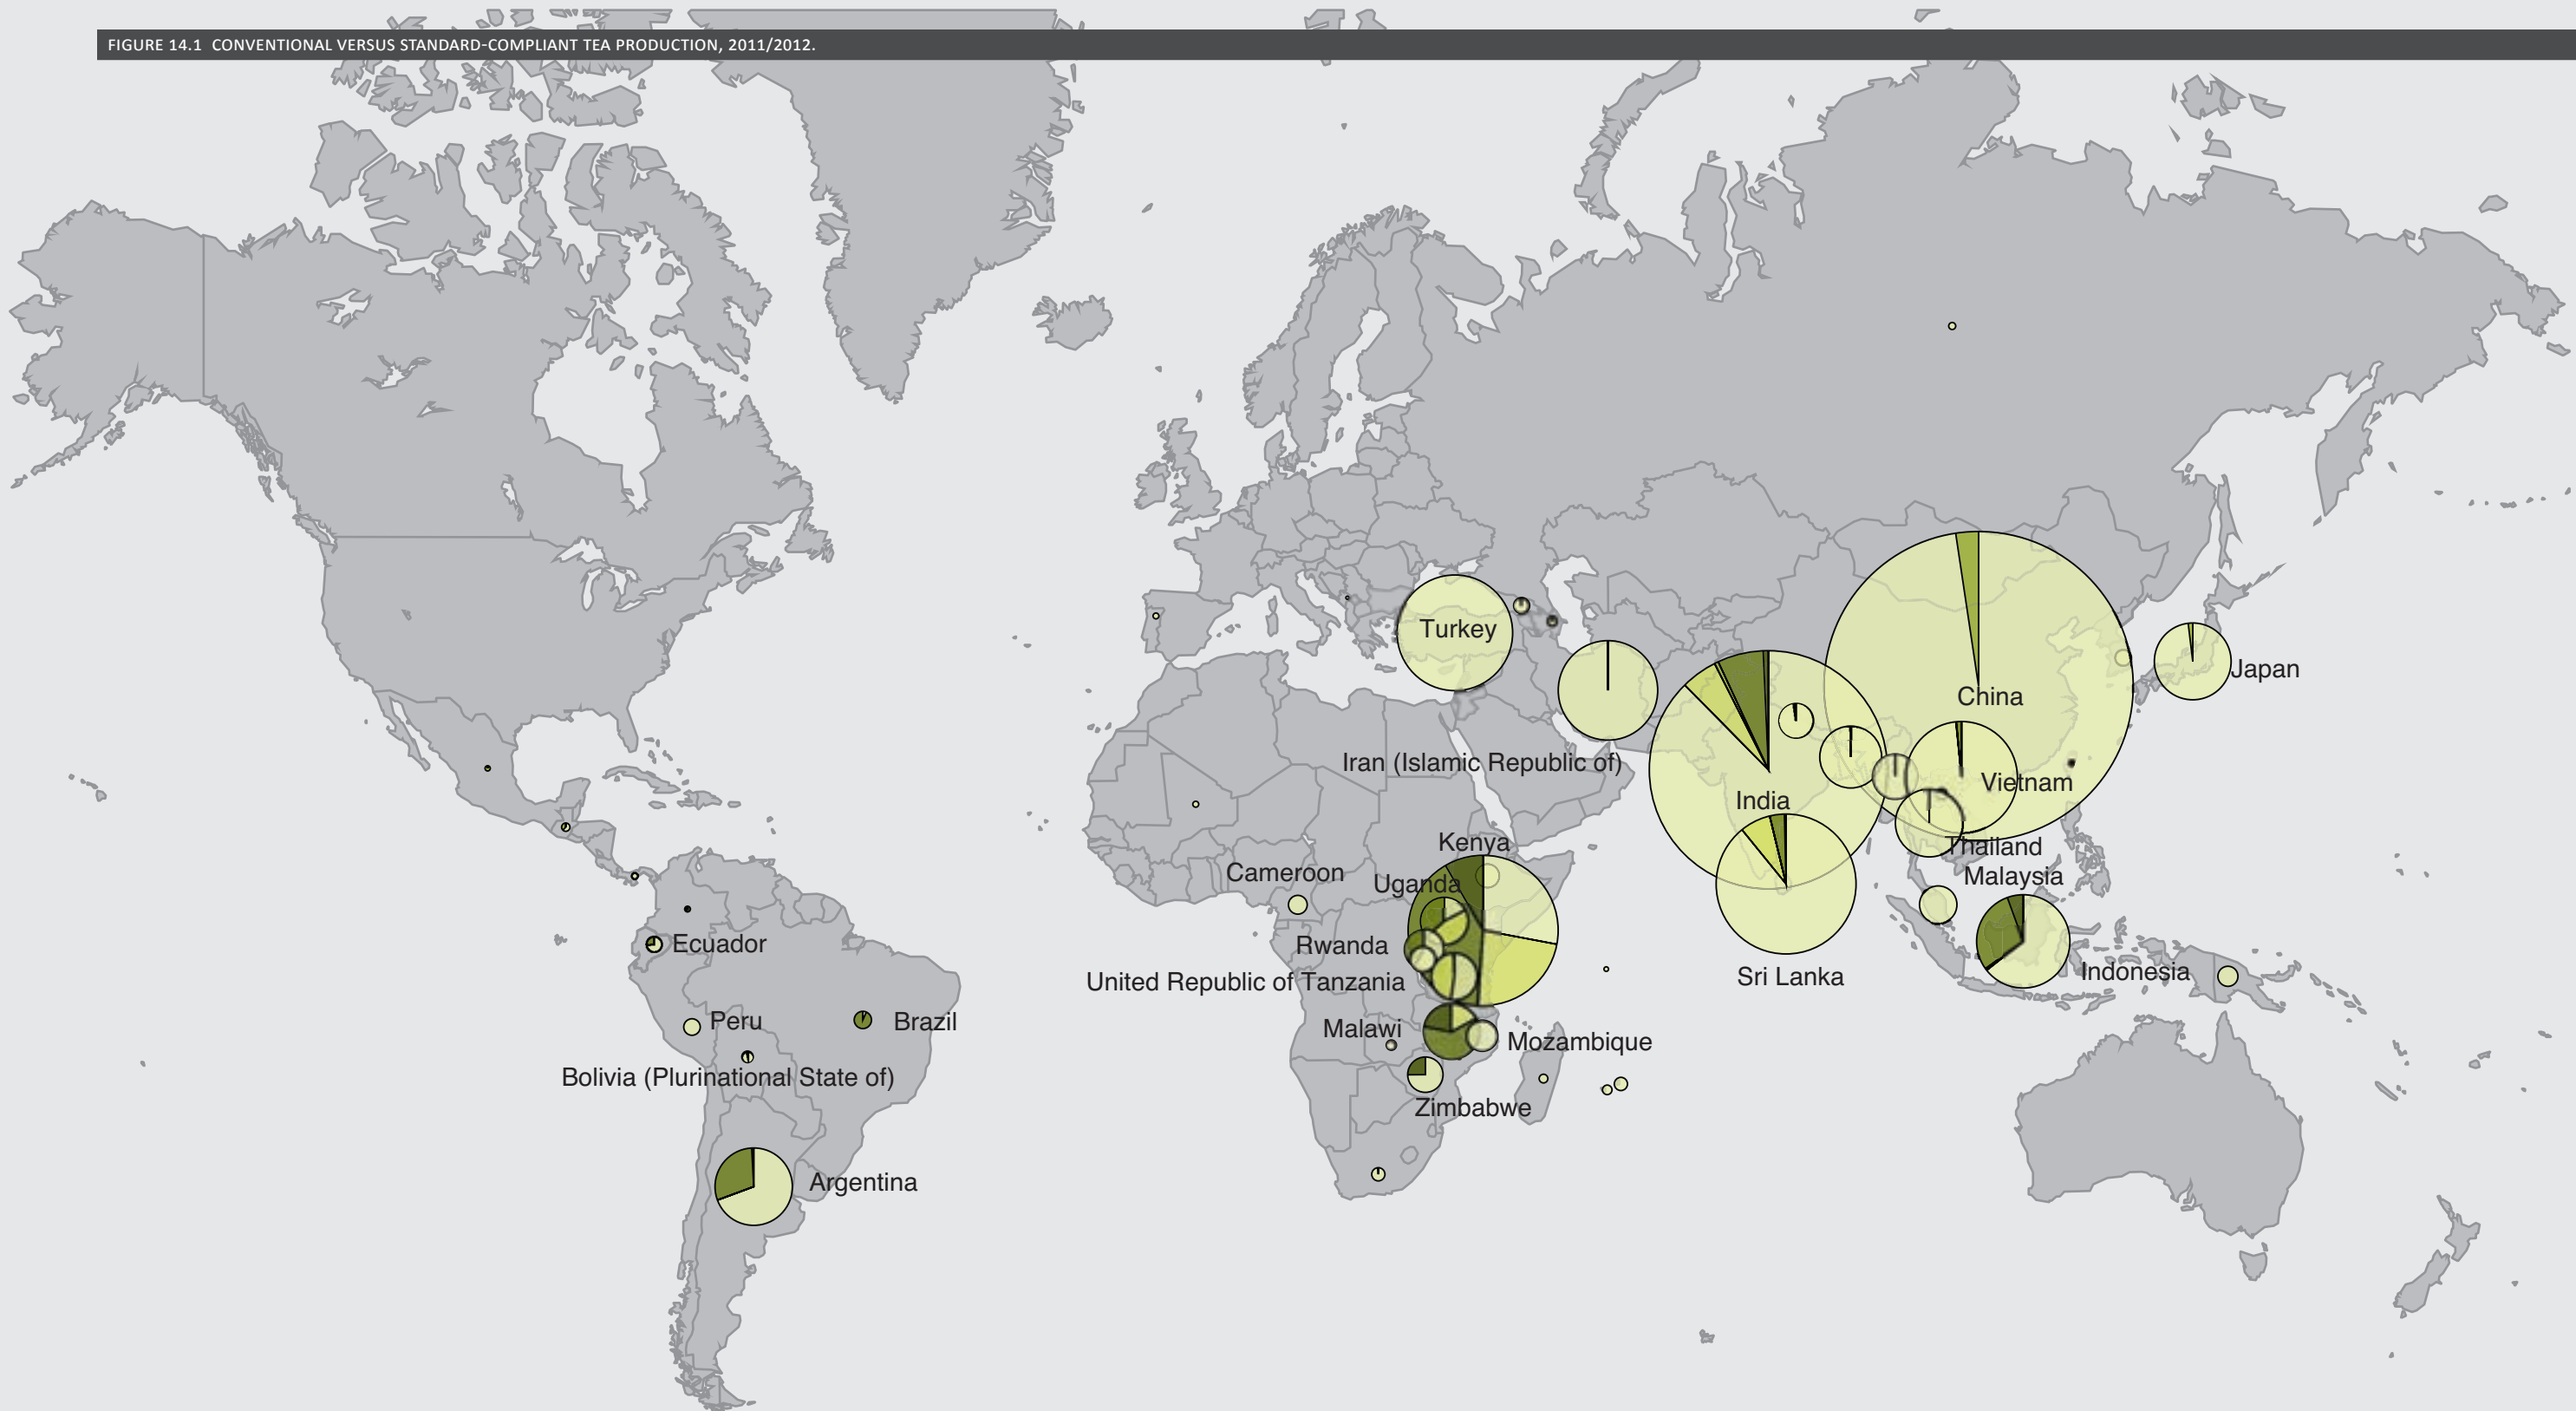 FIGURE 14.1 CONVENTIONAL VERSUS STANDARD-COMPLIANT TEA PRODUCTION, 2011/2012.
Turkey
Japan
China
Iran (Islamic Republic of)
Vietnam
India
Kenya
Thailand
Cameroon
Uganda
Malaysia
Ecuador
Rwanda
United Republic of Tanzania
Sri Lanka
Indonesia
Peru
Brazil
Malawi
Mozambique
Bolivia (Plurinational State of)
Zimbabwe
Argentina